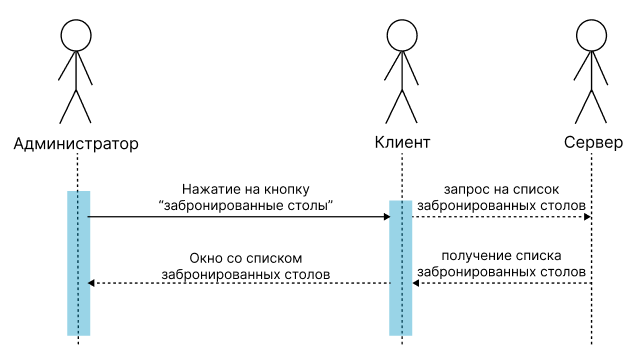 Администратор
Клиент
Сервер
Нажатие на кнопку
“забронированные столы”
запрос на список
забронированных столов
Окно со списком
забронированных столов
получение списка
забронированных столов